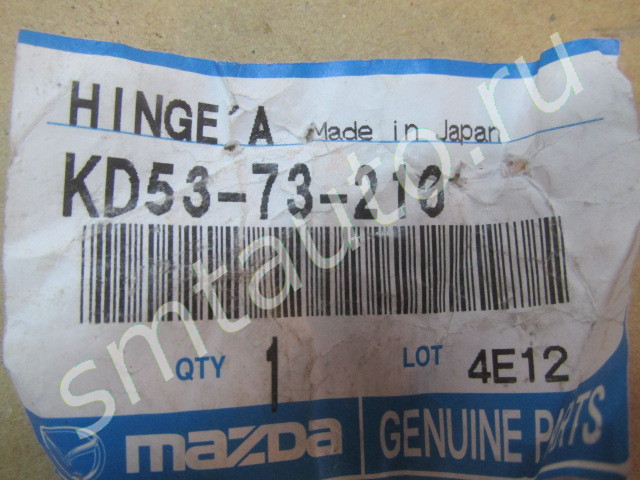 HINGE'A Made in Japan
KD53-73-210
QTY 1 LOT 4E12
mazda GENUINE PARTS
smtauto.ru